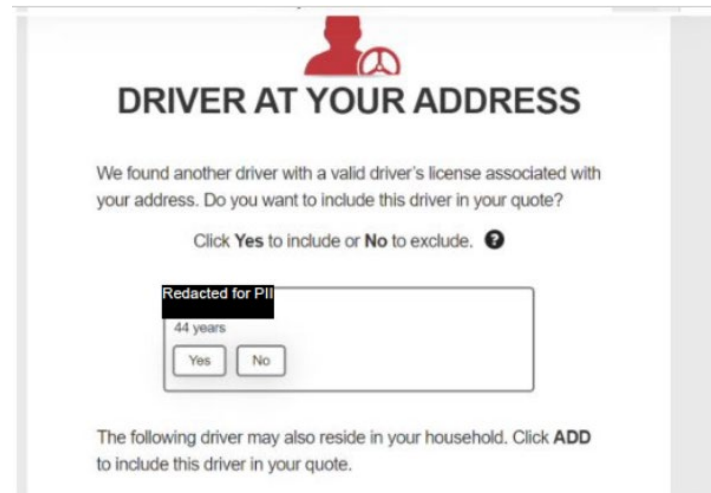 DRIVER AT YOUR ADDRESS
We found another driver with a valid driver's license associated with
your address. Do you want to include this driver in your quote?
Click Yes to include or No to exclude. ?
Redacted for PII
44 years
Yes No
The following driver may also reside in your household. Click ADD
to include this driver in your quote.